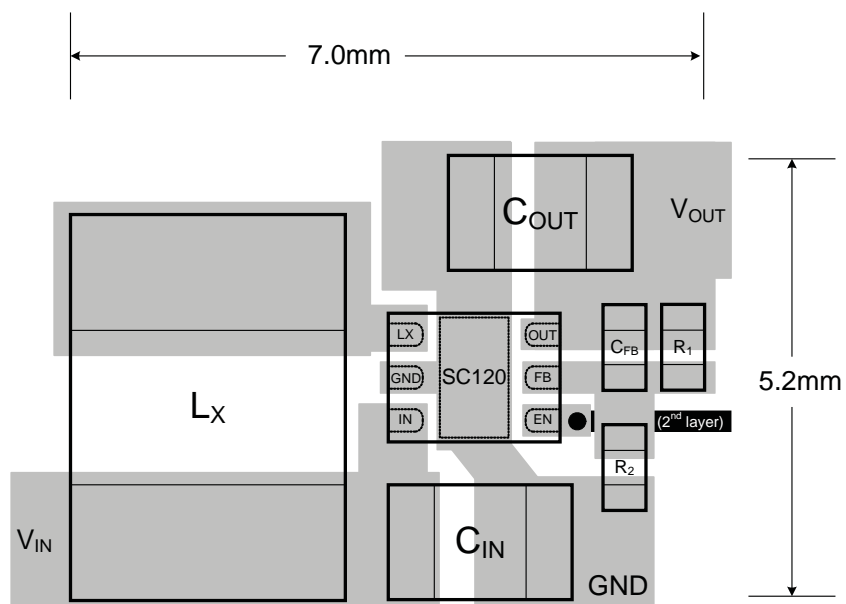 7.0mm
COUT
VOUT
LX
OUT
CFB
R1
GND
SC120
FB
5.2mm
LX
IN
EN
(2nd layer)
R2
VIN
CIN
GND